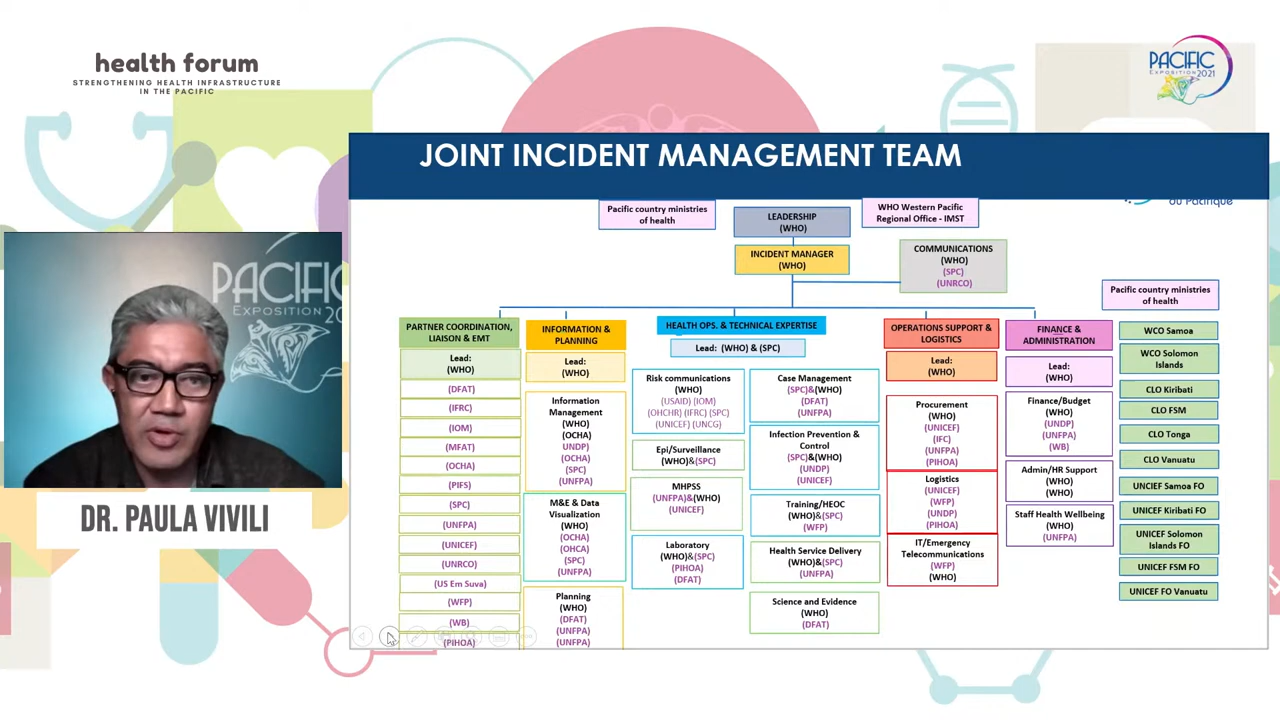 health forum
STRENGTHENING HEALTH INFRASTRUCTURE
IN THE PACIFIC
PACIFIC
EXPOSITION 2021
JOINT INCIDENT MANAGEMENT TEAM
du Pacifique
Pacific country ministries
of health
LEADERSHIP
(WHO)
WHO Western Pacific
Regional Office - IMST
INCIDENT MANAGER
(WHO)
COMMUNICATIONS
(WHO)
(SPC)
(UNRCO)
Pacific country ministries
of health
PARTNER COORDINATION,
LIAISON & EMT
Lead:
(WHO)
(DFAT)
(IFRC)
(IOM)
(MFAT)
(OCHA)
(PIFS)
(SPC)
(UNFPA)
(UNICEF)
(UNRCO)
(US Em Suva)
(WFP)
(WB)
(PIHOA)
INFORMATION &
PLANNING
Lead:
(WHO)
Information
Management
(WHO)
(OCHA)
UNDP)
(OCHA)
(SPC)
(UNFPA)
M&E & Data
Visualization
(WHO)
(OCHA)
(OHCA)
(SPC)
(UNFPA)
Planning
(WHO)
(DFAT)
(UNFPA)
(UNFPA)
HEALTH OPS. & TECHNICAL EXPERTISE
Lead: (WHO) & (SPC)
Risk communications
(WHO)
(USAID) (IOM)
(OHCHR) (IFRC) (SPC)
(UNICEF) (UNCG)
Epi/Surveillance
(WHO)&(SPC)
MHPSS
(UNFPA)&(WHO)
(UNICEF)
Laboratory
(WHO)&(SPC)
(PIHOA)
(DFAT)
Case Management
(SPC)&(WHO)
(DFAT)
(UNFPA)
Infection Prevention &
Control
(SPC)&(WHO)
(UNDP)
(UNICEF)
Training/HEOC
(WHO)&(SPC)
(WFP)
Health Service Delivery
(WHO)&(SPC)
(UNFPA)
Science and Evidence
(WHO)
(DFAT)
OPERATIONS SUPPORT &
LOGISTICS
Lead:
(WHO)
Procurement
(WHO)
(UNICEF)
(IFC)
(UNFPA)
(PIHOA)
Logistics
(UNICEF)
(WFP)
(UNDP)
(PIHOA)
IT/Emergency
Telecommunications
(WFP)
(WHO)
FINANCE &
ADMINISTRATION
Lead:
(WHO)
Finance/Budget
(WHO)
(UNDP)
(UNFPA)
(WB)
Admin/HR Support
(WHO)
(WHO)
Staff Health Wellbeing
(WHO)
(UNFPA)
WCO Samoa
WCO Solomon
Islands
CLO Kiribati
CLO FSM
CLO Tonga
CLO Vanuatu
UNCIEF Samoa FO
UNICEF Kiribati FO
UNICEF Solomon
Islands FO
UNICEF FSM FO
UNICEF FO Vanuatu
PACIFIC
EXPOSITION 20
PACIFI
DR. PAULA VIVILI